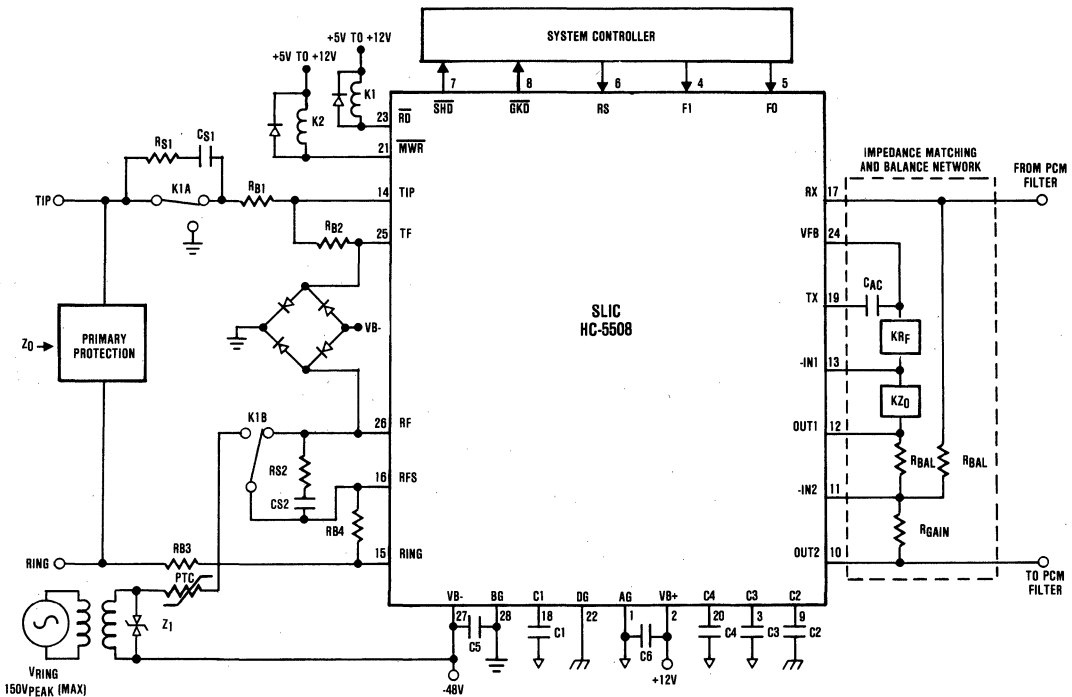 SYSTEM CONTROLLER
+5V TO +12V
+5V TO +12V
K1
K2
7
8
6
4
5
SHD
GKD
RS
F1
F0
23
RD
21
MWR
RS1
CS1
K1A
RB1
TIP
14
TIP
RB2
25
TF
IMPEDANCE MATCHING
AND BALANCE NETWORK
FROM PCM
FILTER
RX
17
VFB
24
CAC
TX
19
KRF
-IN1
13
KZ0
OUT1
12
RBAL
RBAL
-IN2
11
RGAIN
OUT2
10
TO PCM
FILTER
SLIC
HC-5508
VB-
Z0
PRIMARY
PROTECTION
K1B
26
RF
RS2
16
RFS
CS2
RB4
RB3
RING
15
RING
PTC
Z1
VRING
150VPEAK (MAX)
VB-
BG
C1
DG
AG
VB+
C4
C3
C2
27
28
18
22
1
2
20
3
9
C5
C1
C6
C4
C3
C2
-48V
+12V